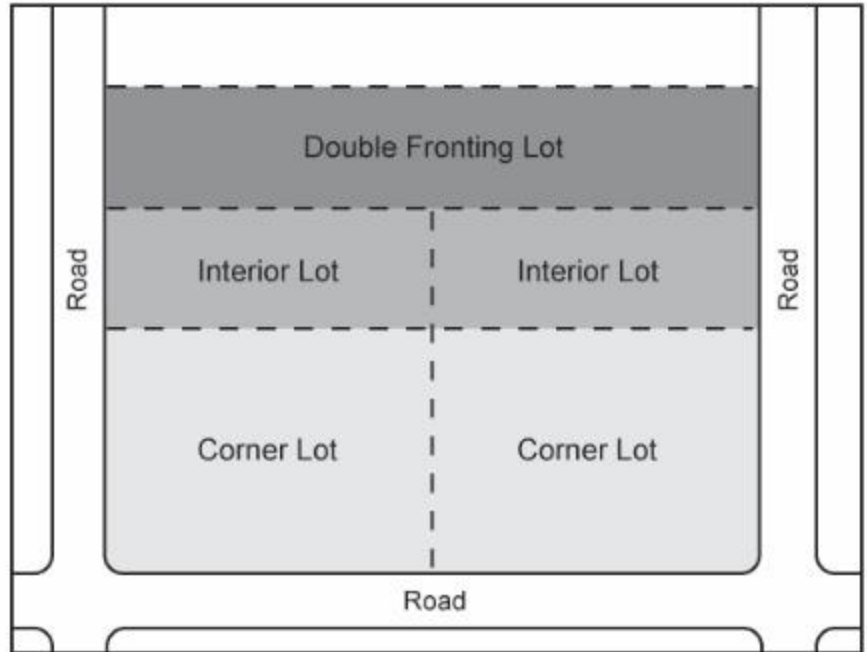 Double Fronting Lot
Road
Interior Lot
Interior Lot
Road
Corner Lot
Corner Lot
Road